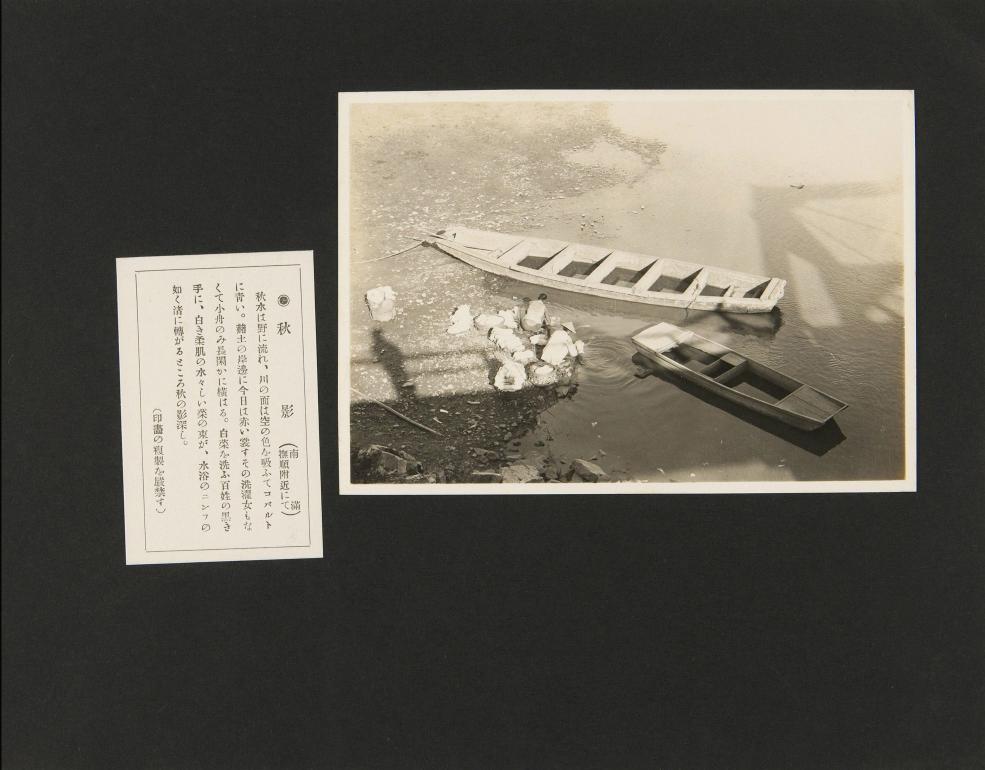 ◉ 秋影 (南滿 撫順附近にて)
秋水は野に流れ、川の面は空の色を吸ふてコバルト
に青い。赭土の岸邊に今日は赤い裳すその洗濯女もな
くて小舟のみ長閑かに横はる。白菜を洗ふ百姓の黒き
手に、白き柔肌の水々しい菜の束が、水浴のニンフの
如く渚に轉がるところ秋の影深し。
(印畵の複製を嚴禁す)